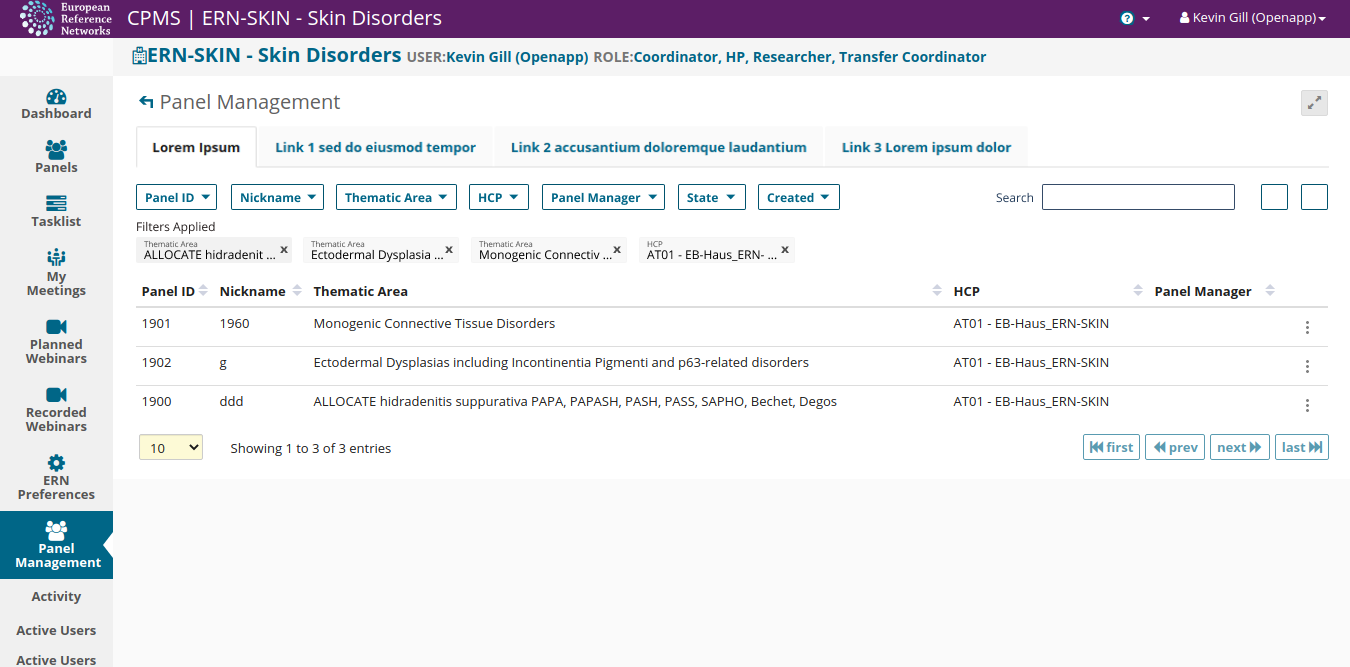 European
Reference
Networks
CPMS | ERN-SKIN - Skin Disorders
?
Kevin Gill (Openapp)
ERN-SKIN - Skin Disorders USER:Kevin Gill (Openapp) ROLE:Coordinator, HP, Researcher, Transfer Coordinator
Dashboard
Panels
Tasklist
My
Meetings
Planned
Webinars
Recorded
Webinars
ERN
Preferences
Panel
Management
Activity
Active Users
Active Users
Panel Management
Lorem Ipsum
Link 1 sed do eiusmod tempor
Link 2 accusantium doloremque laudantium
Link 3 Lorem ipsum dolor
Panel ID
Nickname
Thematic Area
HCP
Panel Manager
State
Created
Search
Filters Applied
Thematic Area
ALLOCATE hidradenit ... x
Thematic Area
Ectodermal Dysplasia ... x
Thematic Area
Monogenic Connectiv ... x
HCP
AT01 - EB-Haus_ERN- ... x
Panel ID Nickname Thematic Area HCP Panel Manager
1901 1960 Monogenic Connective Tissue Disorders AT01 - EB-Haus_ERN-SKIN
1902 g Ectodermal Dysplasias including Incontinentia Pigmenti and p63-related disorders AT01 - EB-Haus_ERN-SKIN
1900 ddd ALLOCATE hidradenitis suppurativa PAPA, PAPASH, PASH, PASS, SAPHO, Bechet, Degos AT01 - EB-Haus_ERN-SKIN
10
Showing 1 to 3 of 3 entries
first
prev
next
last